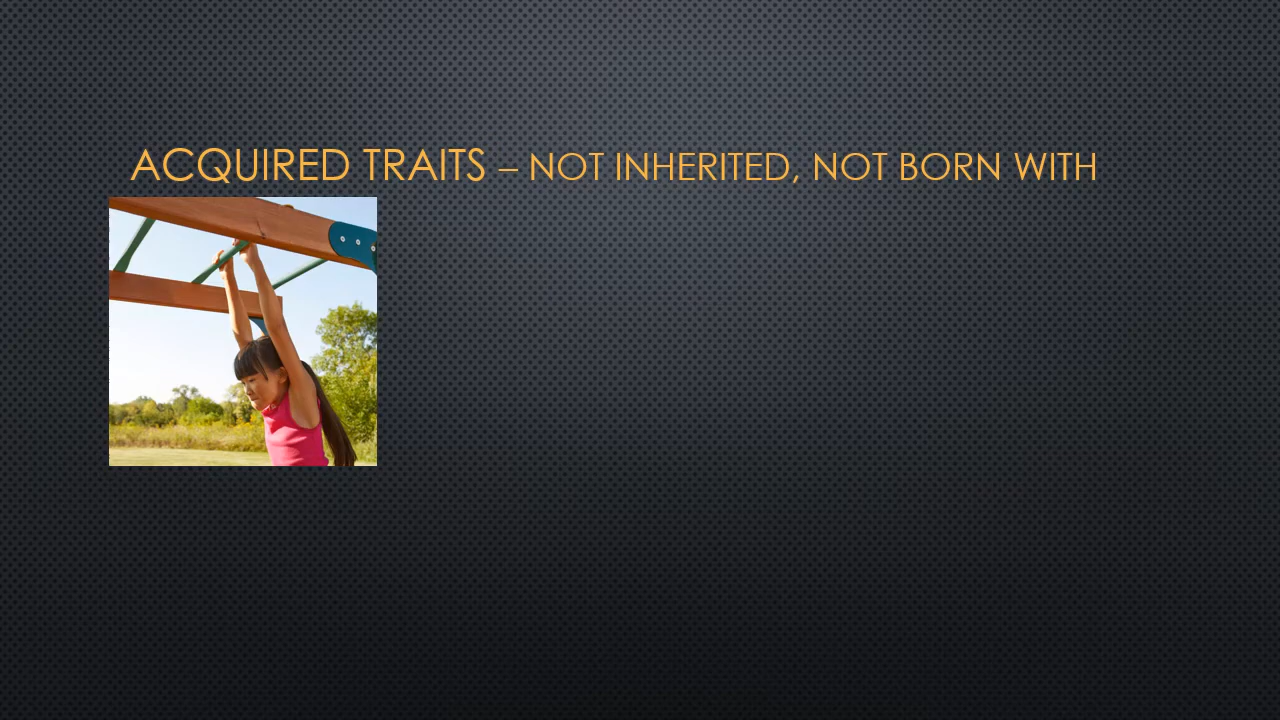 ACQUIRED TRAITS – NOT INHERITED, NOT BORN WITH